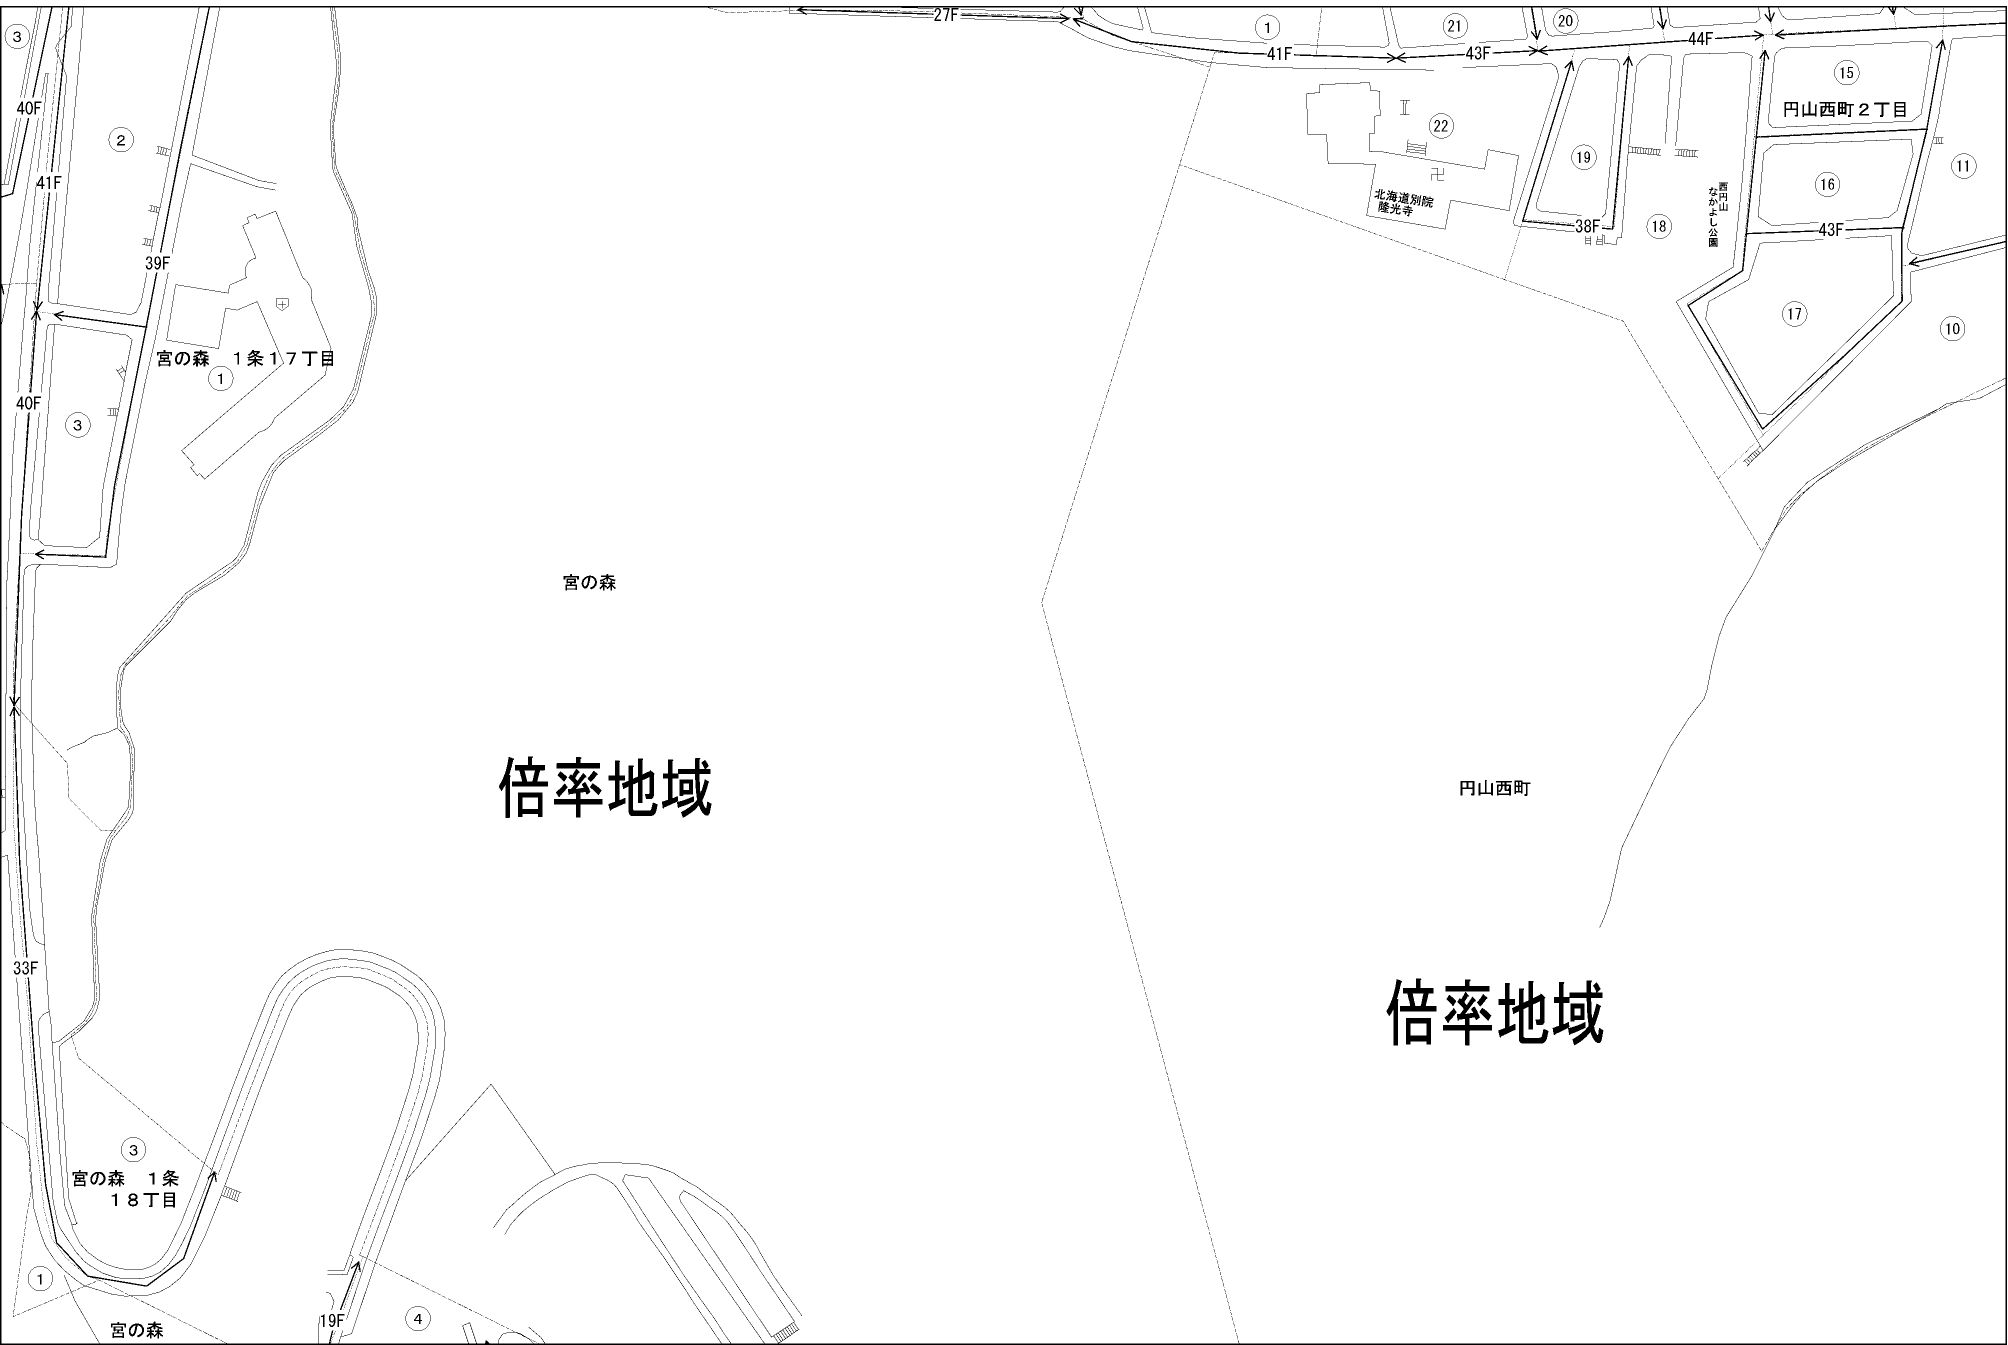 27F
③
①
㉑
⑳
41F
43F
44F
⑮
40F
円山西町２丁目
②
㉒
⑲
⑪
41F
⑯
西円山
なかよし公園
北海道別院
隆光寺
38F
⑱
43F
39F
⑰
⑩
宮の森　１条１７丁目
①
40F
③
宮の森
倍率地域
円山西町
33F
倍率地域
③
宮の森　１条
１８丁目
①
19F
④
宮の森